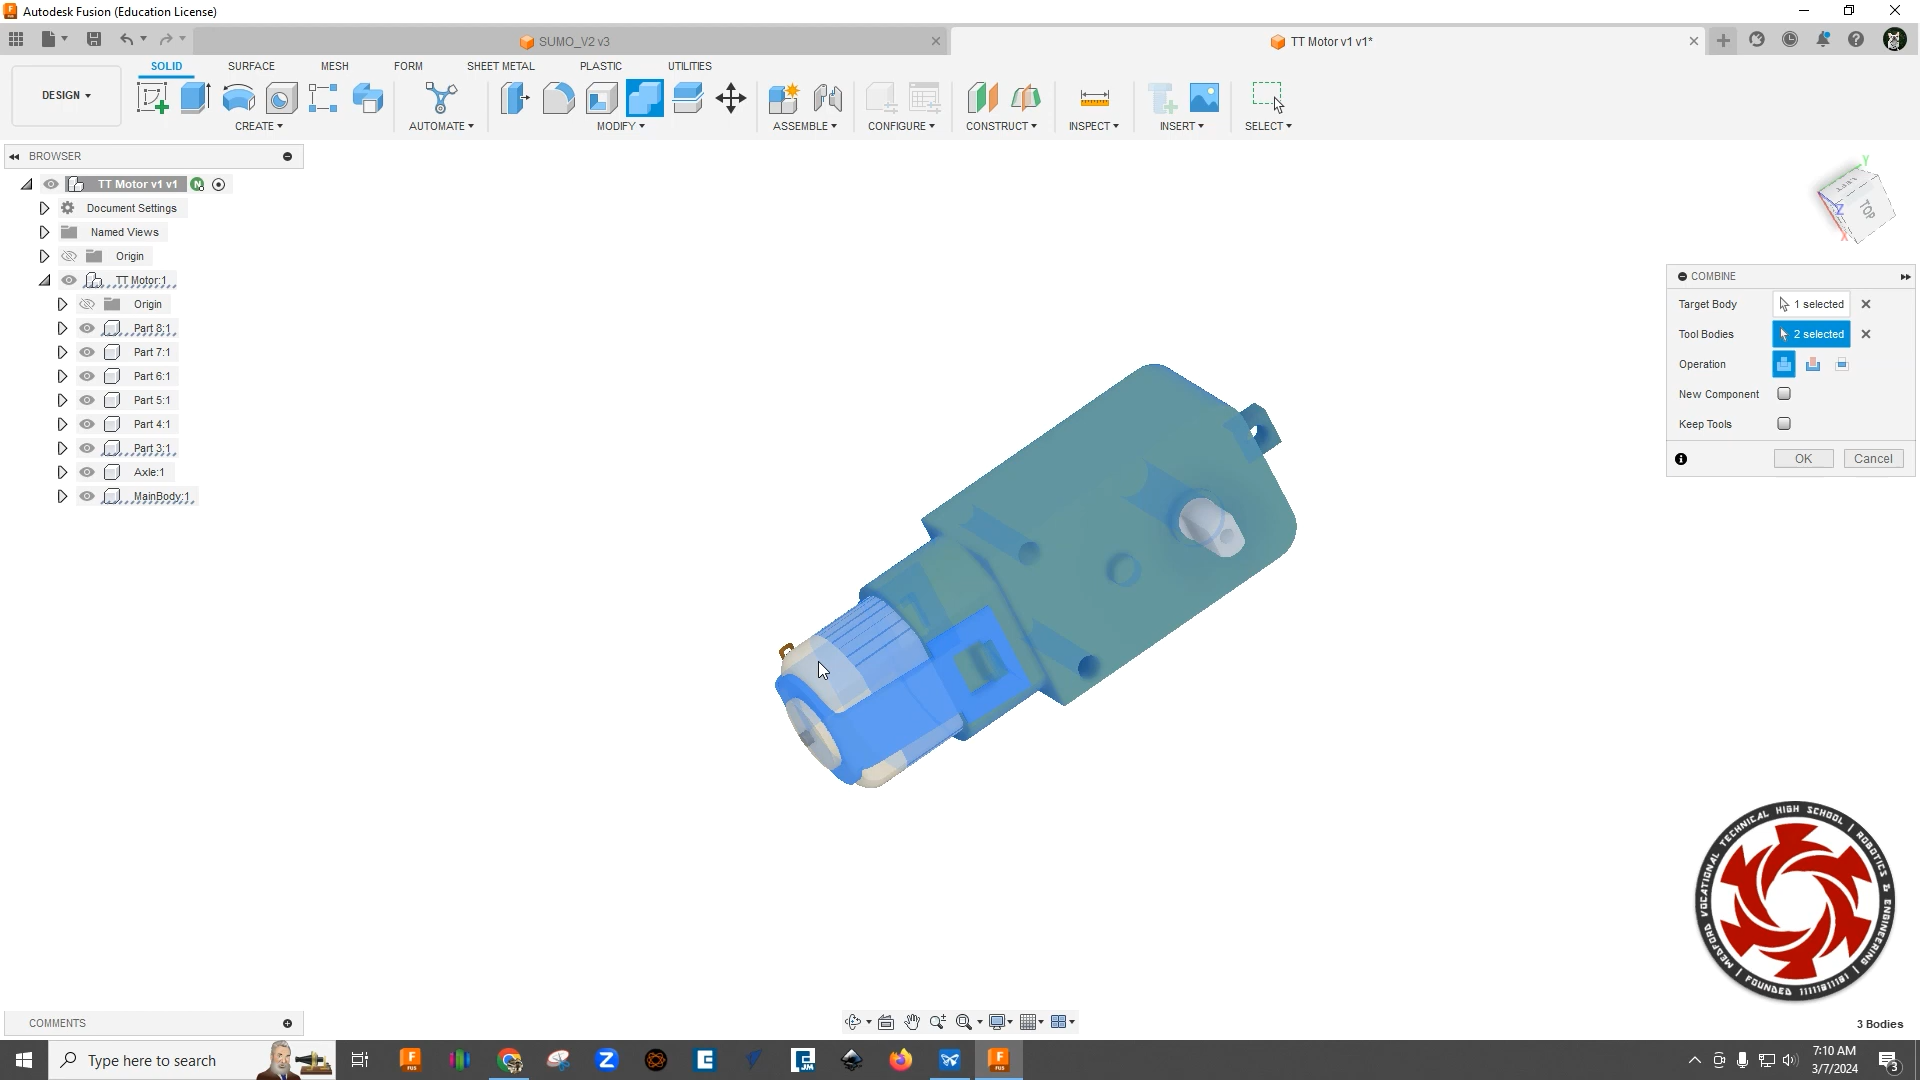 Autodesk Fusion (Education License)
SUMO_V2 v3
TT Motor v1 v1*
DESIGN
SOLID
SURFACE
MESH
FORM
SHEET METAL
PLASTIC
UTILITIES
CREATE
AUTOMATE
MODIFY
ASSEMBLE
CONFIGURE
CONSTRUCT
INSPECT
INSERT
SELECT
BROWSER
TT Motor v1 v1
N
Document Settings
Named Views
Origin
TT Motor:1
Origin
Part 8:1
Part 7:1
Part 6:1
Part 5:1
Part 4:1
Part 3:1
Axle:1
MainBody:1
Y
LEFT
Z
TOP
X
COMBINE
Target Body
1 selected
Tool Bodies
2 selected
Operation
New Component
Keep Tools
OK
Cancel
MEDFORD VOCATIONAL TECHNICAL HIGH SCHOOL | ROBOTICS & ENGINEERING
COMMENTS
3 Bodies
Type here to search
7:10 AM
3/7/2024
3